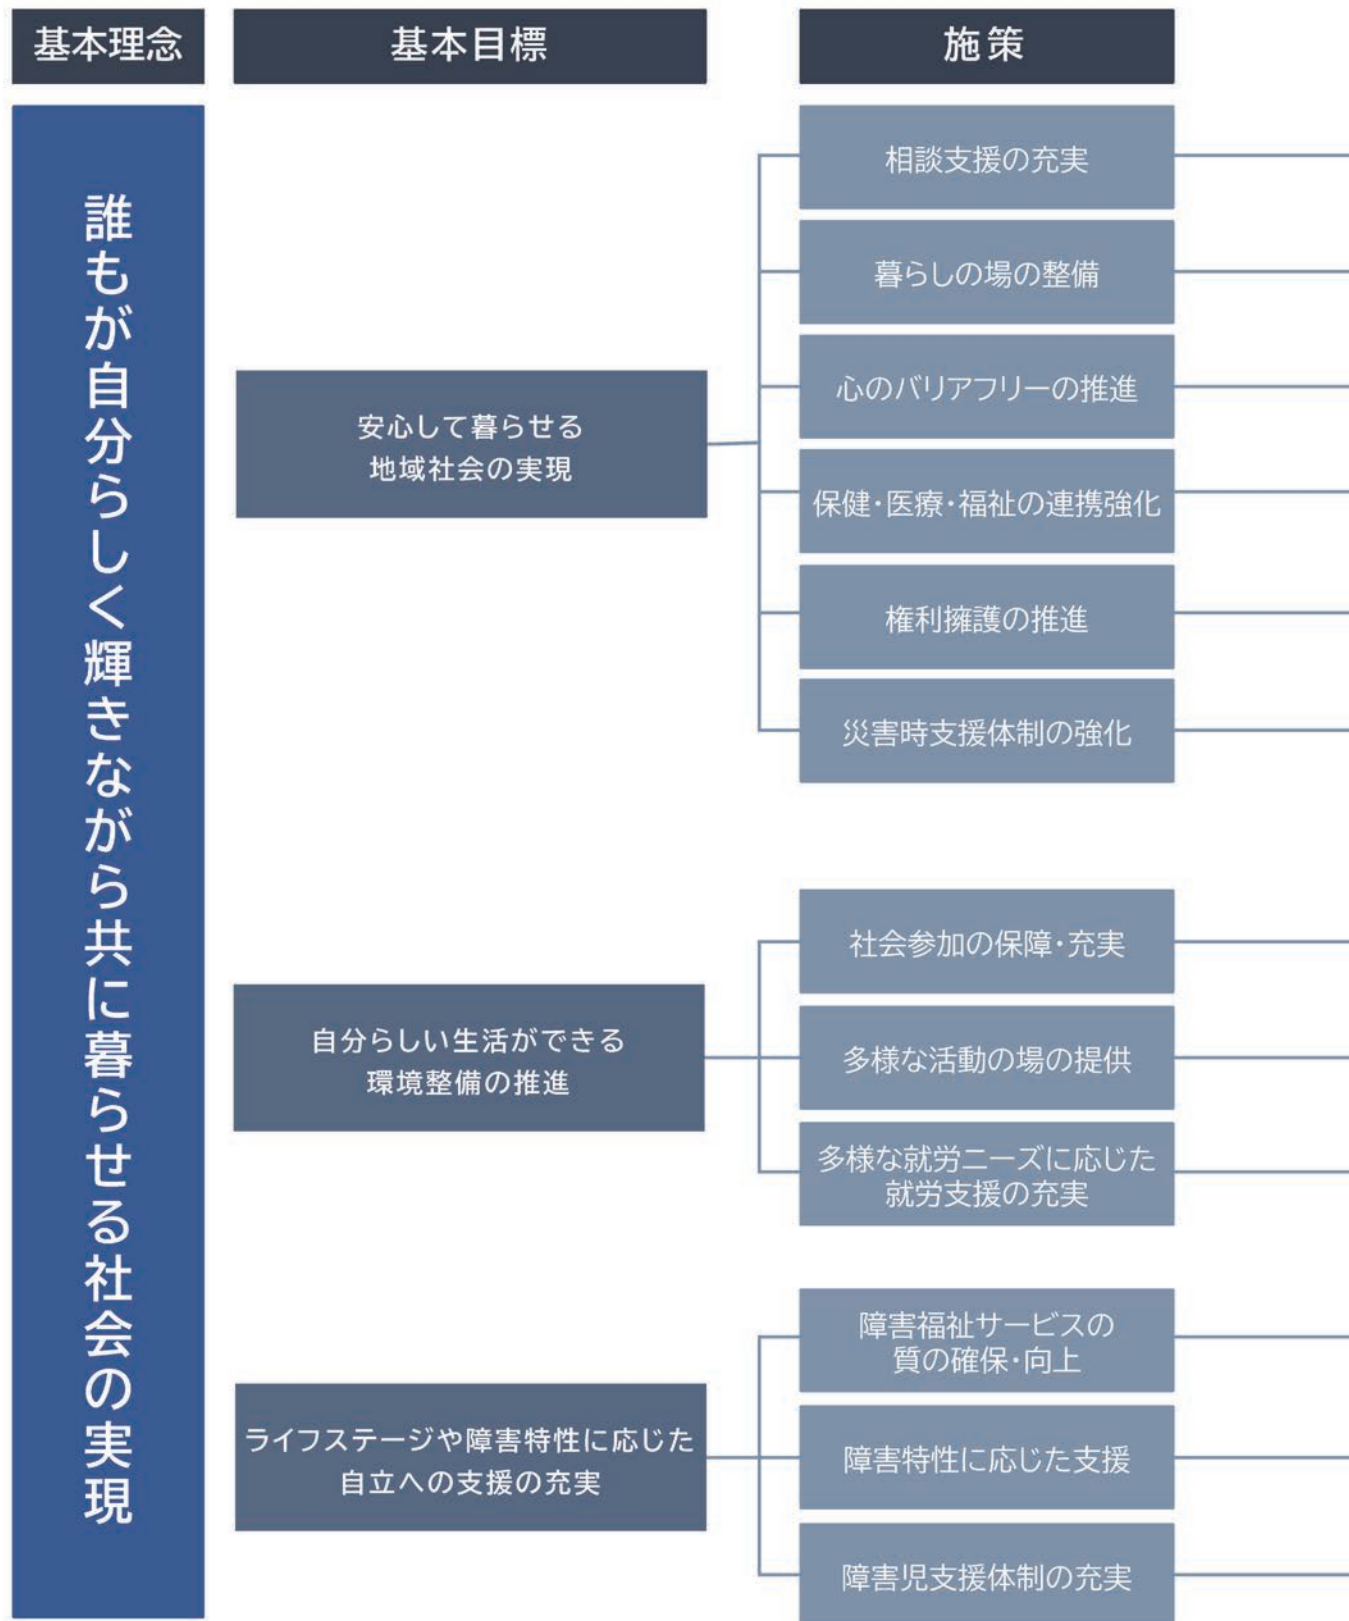 基本理念
基本目標
施策
誰もが自分らしく輝きながら共に暮らせる社会の実現
安心して暮らせる
地域社会の実現
相談支援の充実
暮らしの場の整備
心のバリアフリーの推進
保健・医療・福祉の連携強化
権利擁護の推進
災害時支援体制の強化
自分らしい生活ができる
環境整備の推進
社会参加の保障・充実
多様な活動の場の提供
多様な就労ニーズに応じた
就労支援の充実
ライフステージや障害特性に応じた
自立への支援の充実
障害福祉サービスの
質の確保・向上
障害特性に応じた支援
障害児支援体制の充実